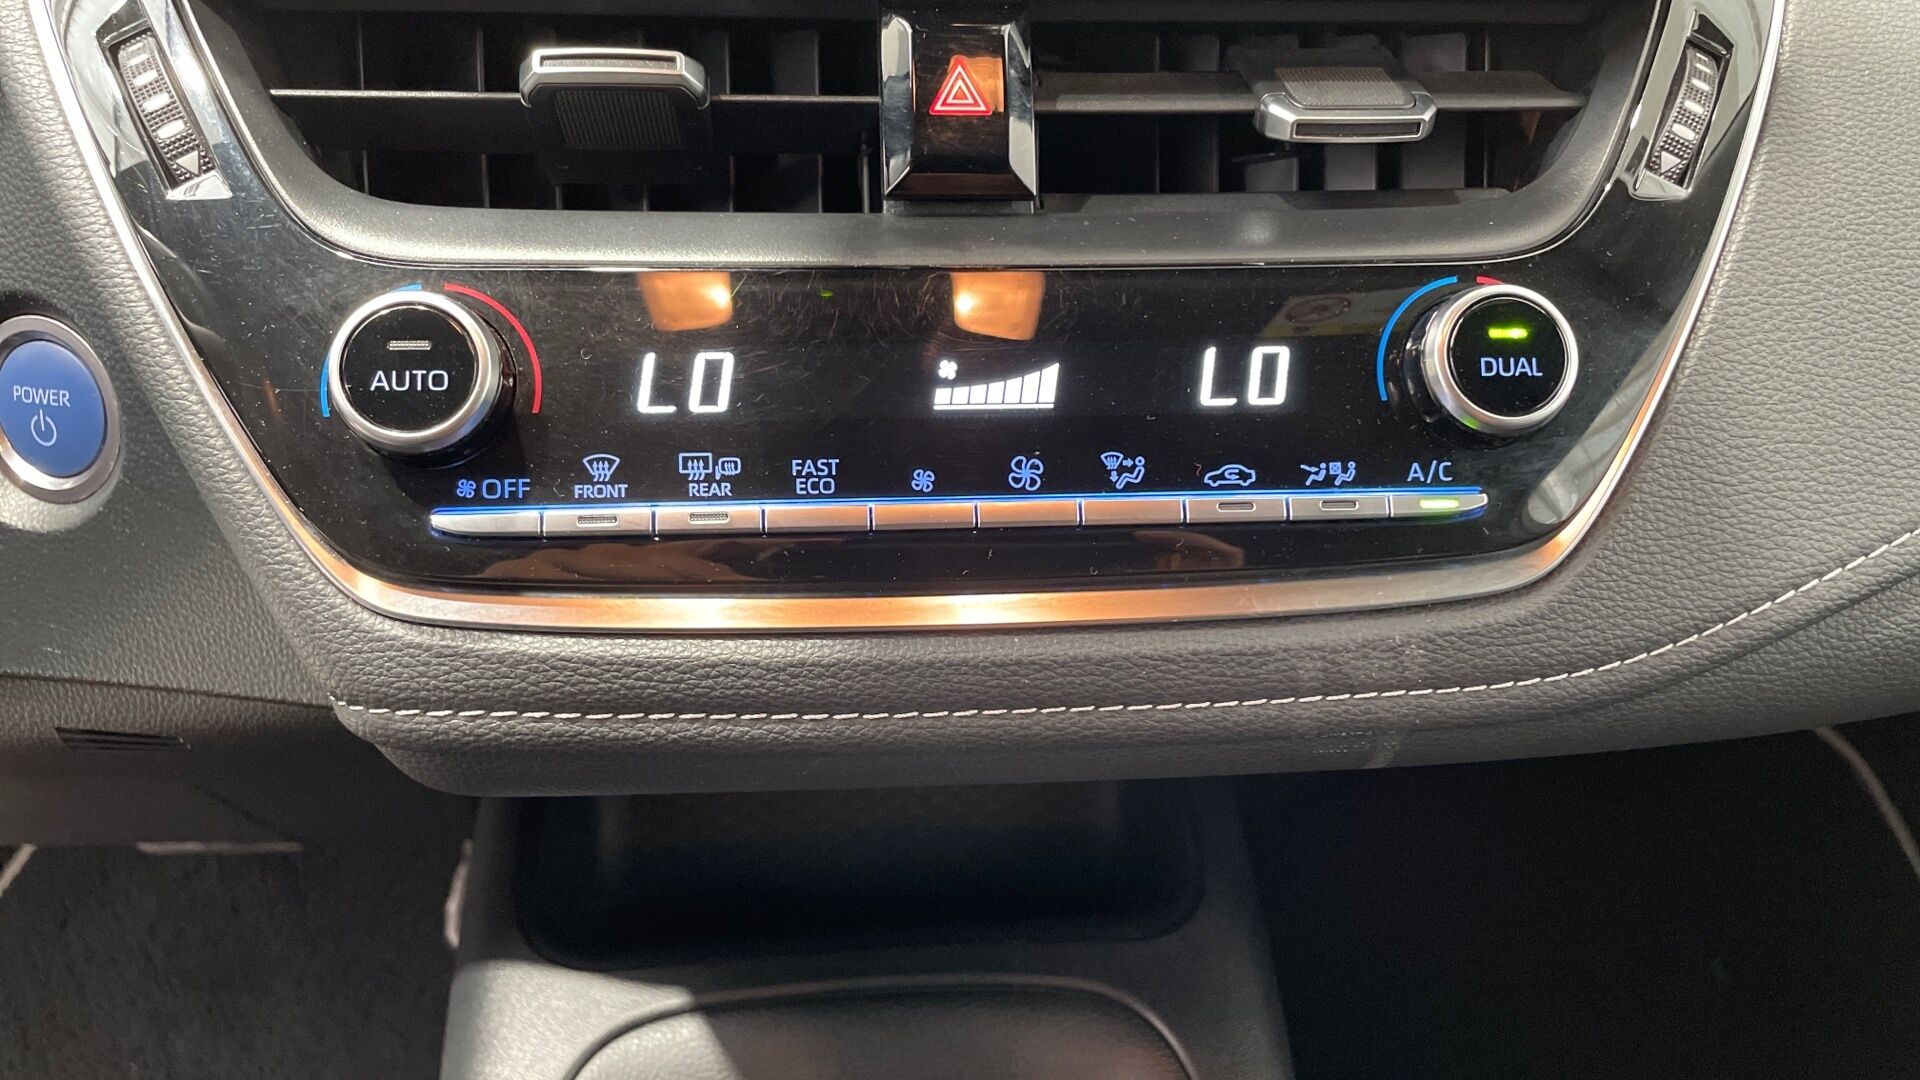 POWER
AUTO
LO
LO
DUAL
OFF
FRONT
REAR
FAST
ECO
A/C